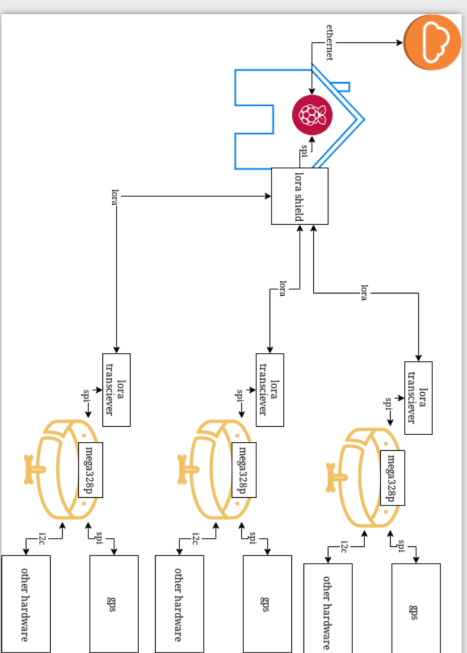 ethernet
spi
lora shield
lora
lora
lora
lora
transciever
spi
mega328p
i2c
spi
other hardware
gps
lora
transciever
spi
mega328p
i2c
spi
other hardware
gps
lora
transciever
spi
mega328p
i2c
spi
other hardware
gps